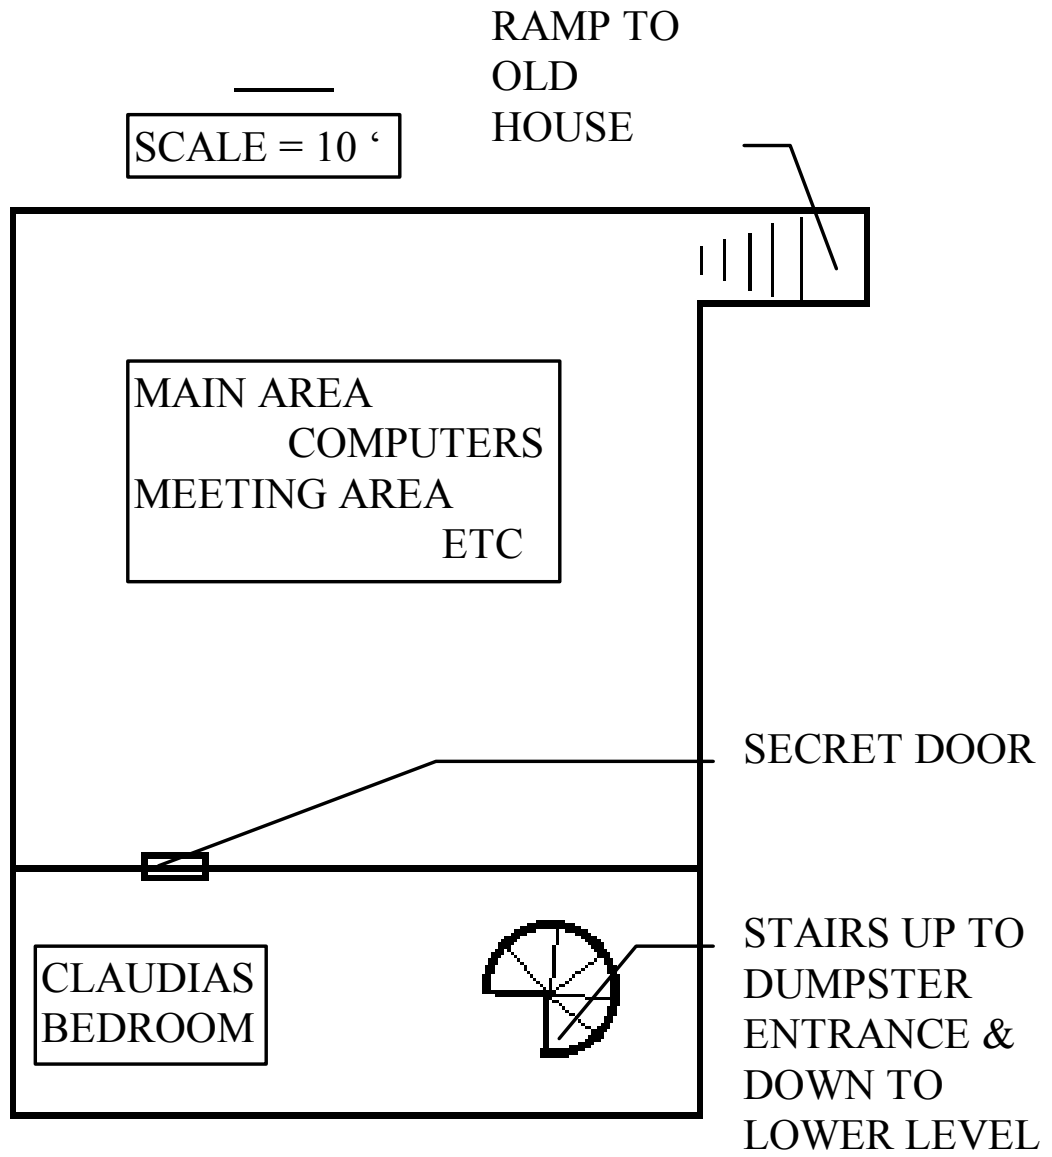 RAMP TO
OLD
HOUSE
SCALE = 10 ‘
MAIN AREA
COMPUTERS
MEETING AREA
ETC
SECRET DOOR
CLAUDIAS
BEDROOM
STAIRS UP TO
DUMPSTER
ENTRANCE &
DOWN TO
LOWER LEVEL